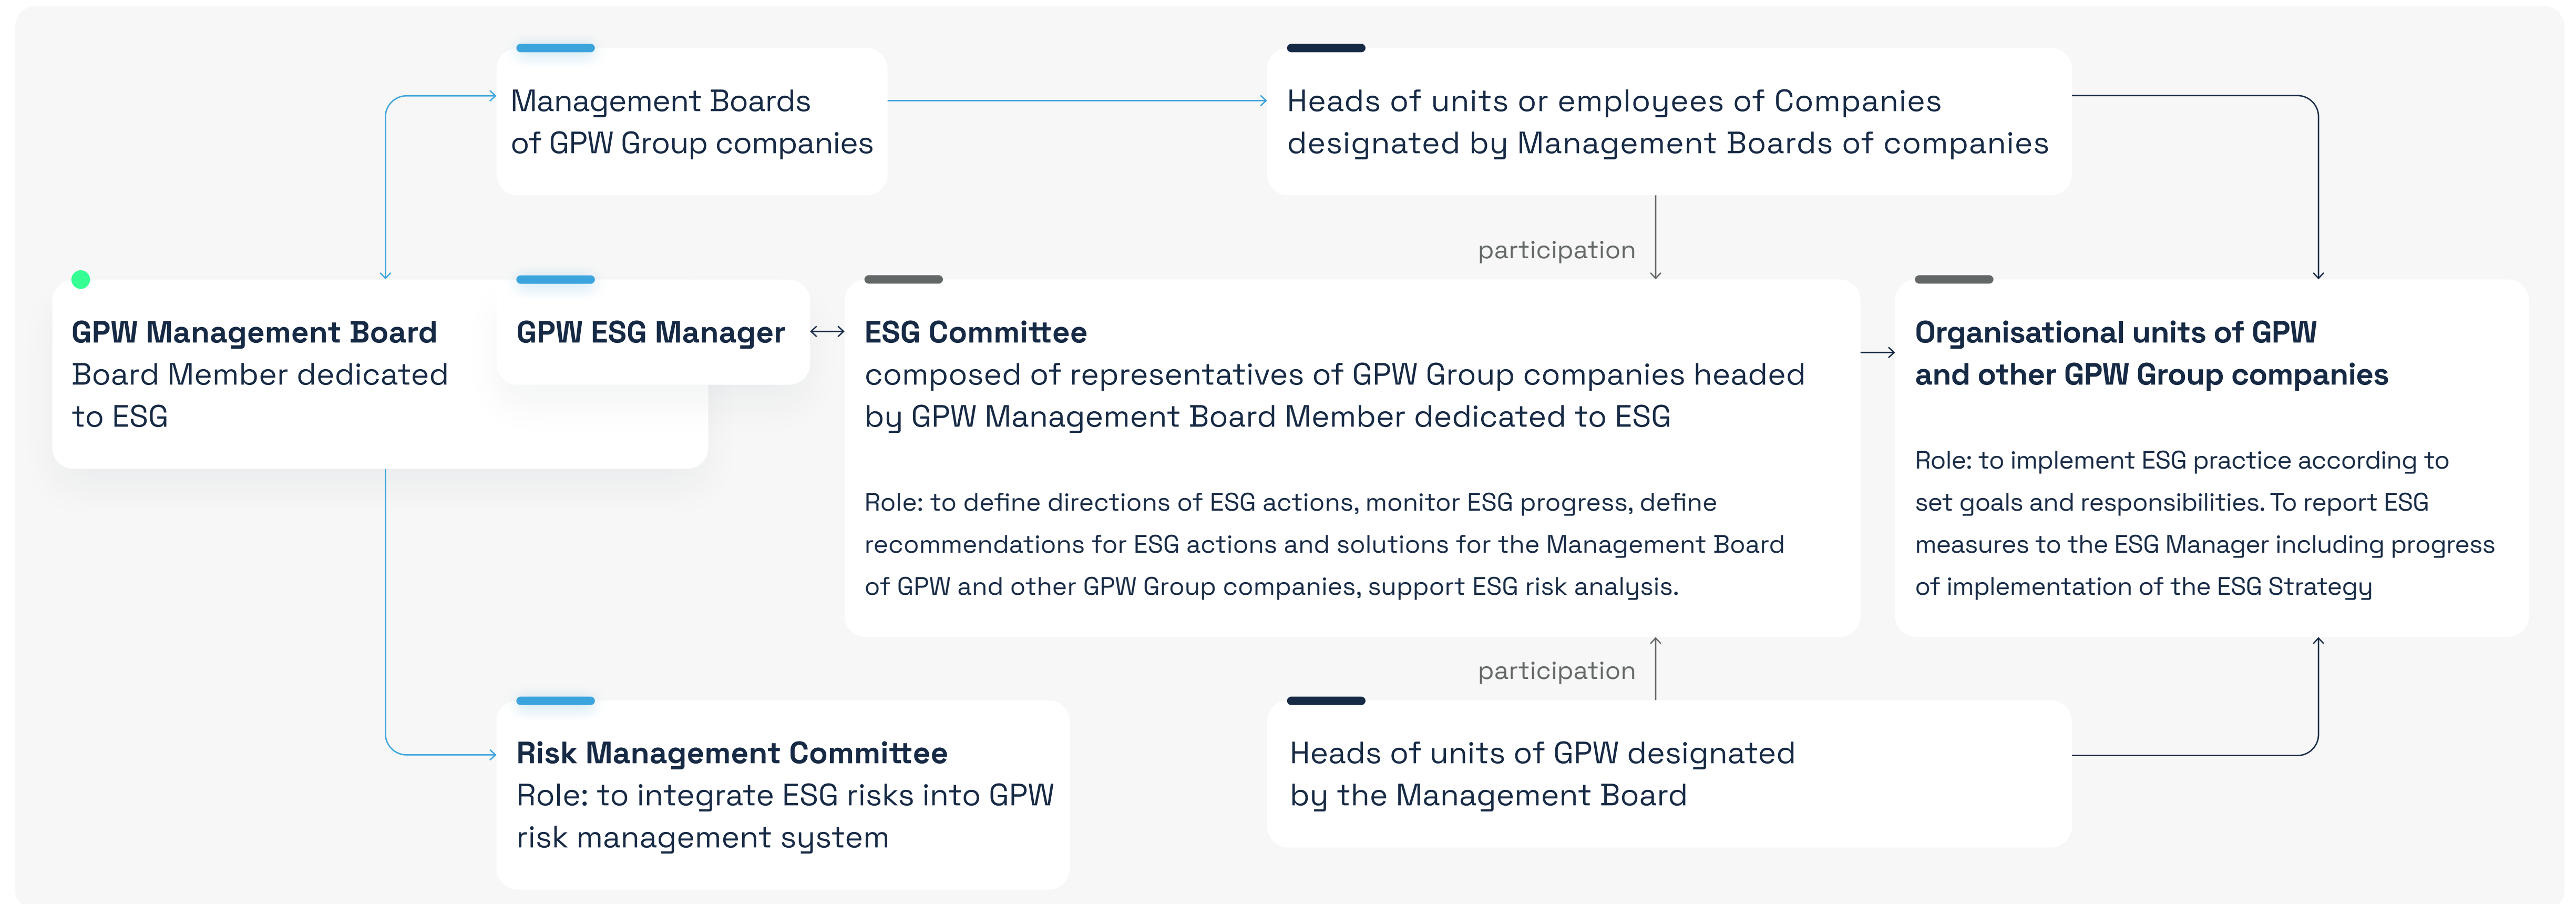 Management Boards
of GPW Group companies
Heads of units or employees of Companies
designated by Management Boards of companies
participation
GPW Management Board
Board Member dedicated
to ESG
GPW ESG Manager
ESG Committee
composed of representatives of GPW Group companies headed
by GPW Management Board Member dedicated to ESG
Role: to define directions of ESG actions, monitor ESG progress, define
recommendations for ESG actions and solutions for the Management Board
of GPW and other GPW Group companies, support ESG risk analysis.
Organisational units of GPW
and other GPW Group companies
Role: to implement ESG practice according to
set goals and responsibilities. To report ESG
measures to the ESG Manager including progress
of implementation of the ESG Strategy
participation
Risk Management Committee
Role: to integrate ESG risks into GPW
risk management system
Heads of units of GPW designated
by the Management Board